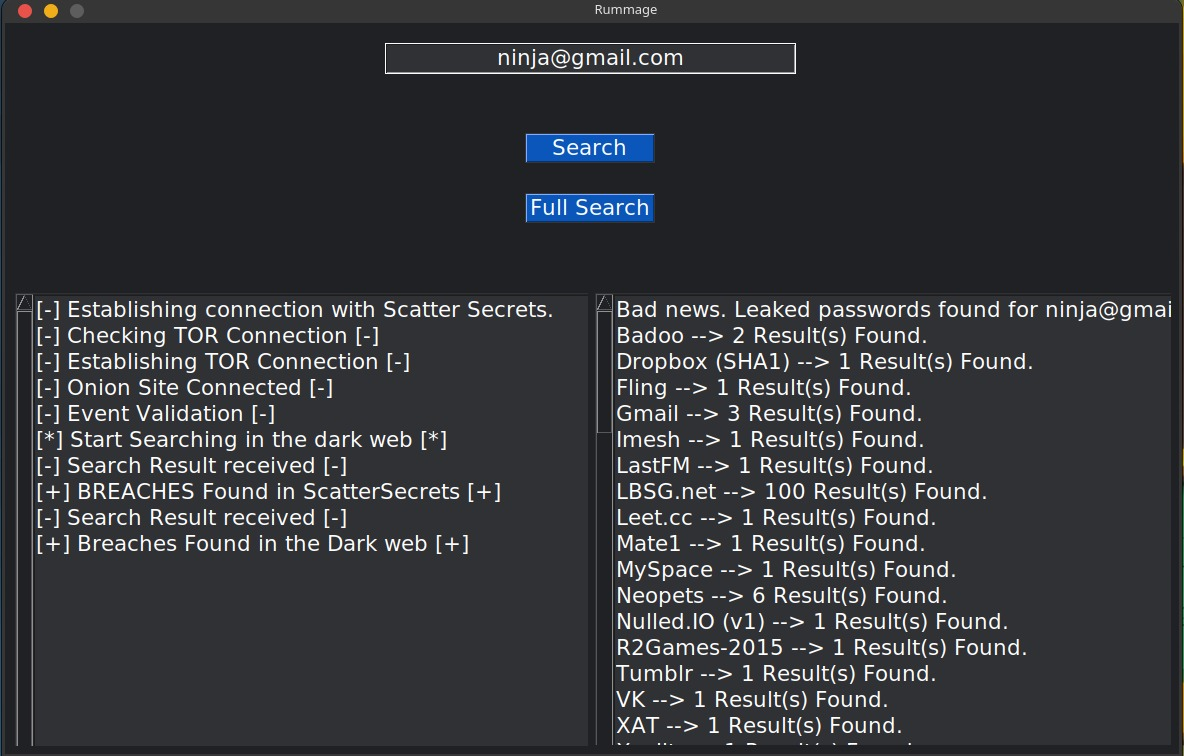 Rummage
ninja@gmail.com
Search
Full Search
[-] Establishing connection with Scatter Secrets.
[-] Checking TOR Connection [-]
[-] Establishing TOR Connection [-]
[-] Onion Site Connected [-]
[-] Event Validation [-]
[*] Start Searching in the dark web [*]
[-] Search Result received [-]
[+] BREACHES Found in ScatterSecrets [+]
[-] Search Result received [-]
[+] Breaches Found in the Dark web [+]
Bad news. Leaked passwords found for ninja@gmai
Badoo --> 2 Result(s) Found.
Dropbox (SHA1) --> 1 Result(s) Found.
Fling --> 1 Result(s) Found.
Gmail --> 3 Result(s) Found.
Imesh --> 1 Result(s) Found.
LastFM --> 1 Result(s) Found.
LBSG.net --> 100 Result(s) Found.
Leet.cc --> 1 Result(s) Found.
Mate1 --> 1 Result(s) Found.
MySpace --> 1 Result(s) Found.
Neopets --> 6 Result(s) Found.
Nulled.IO (v1) --> 1 Result(s) Found.
R2Games-2015 --> 1 Result(s) Found.
Tumblr --> 1 Result(s) Found.
VK --> 1 Result(s) Found.
XAT --> 1 Result(s) Found.